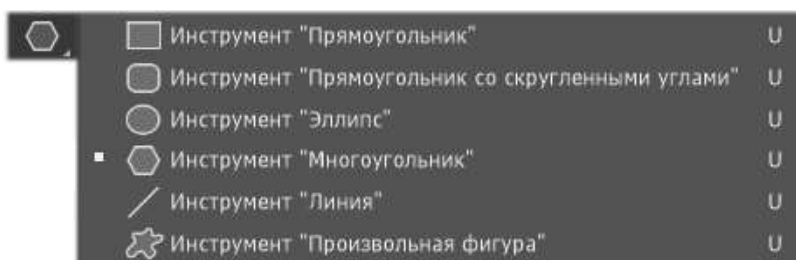 Инструмент "Прямоугольник" U
Инструмент "Прямоугольник со скругленными углами" U
Инструмент "Эллипс" U
Инструмент "Многоугольник" U
Инструмент "Линия" U
Инструмент "Произвольная фигура" U